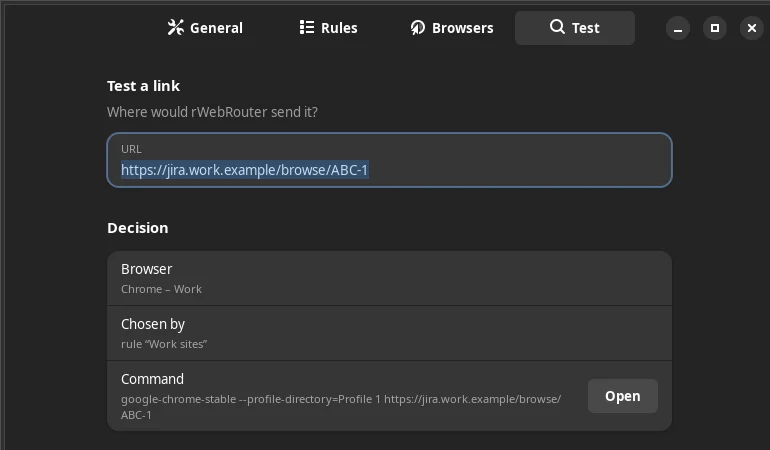 General Rules Browsers Test
Test a link
Where would rWebRouter send it?
URL
https://jira.work.example/browse/ABC-1
Decision
Browser
Chrome – Work
Chosen by
rule “Work sites”
Command
google-chrome-stable --profile-directory=Profile 1 https://jira.work.example/browse/
ABC-1
Open